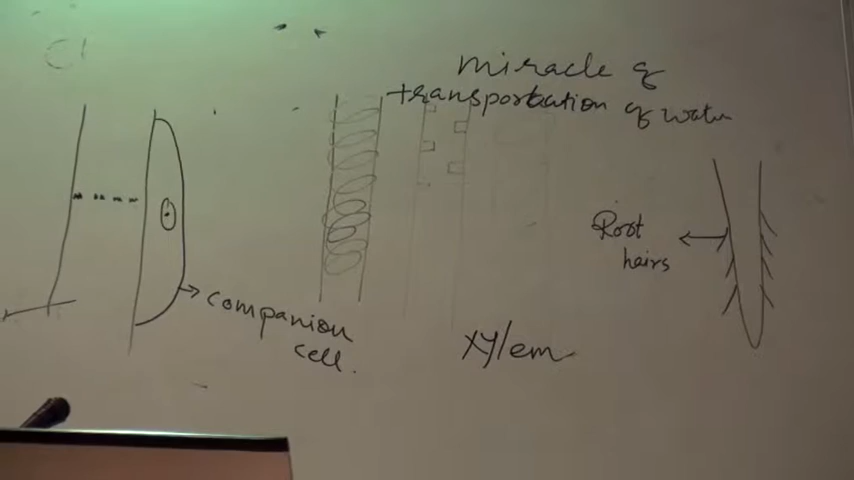 miracle of
transportation of water
Root
hairs
companion
cell.
xylem